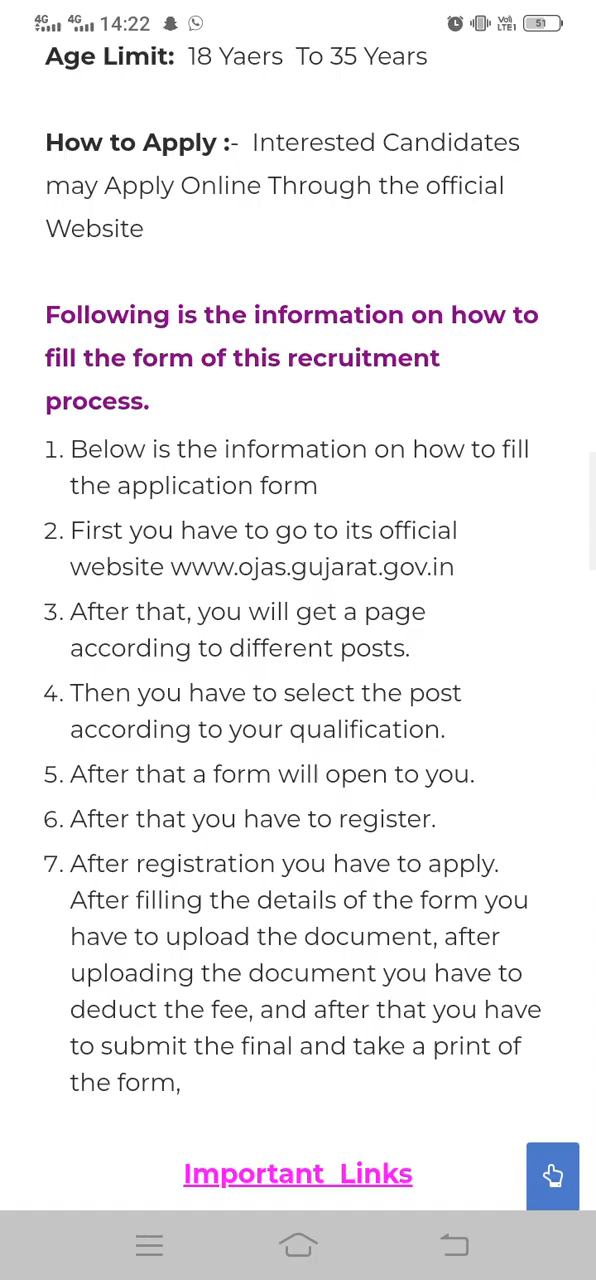 4G 4G 14:22 Vo) LTE1 51
Age Limit: 18 Yaers To 35 Years
How to Apply :- Interested Candidates
may Apply Online Through the official
Website
Following is the information on how to
fill the form of this recruitment
process.
1. Below is the information on how to fill
the application form
2. First you have to go to its official
website www.ojas.gujarat.gov.in
3. After that, you will get a page
according to different posts.
4. Then you have to select the post
according to your qualification.
5. After that a form will open to you.
6. After that you have to register.
7. After registration you have to apply.
After filling the details of the form you
have to upload the document, after
uploading the document you have to
deduct the fee, and after that you have
to submit the final and take a print of
the form,
Important Links